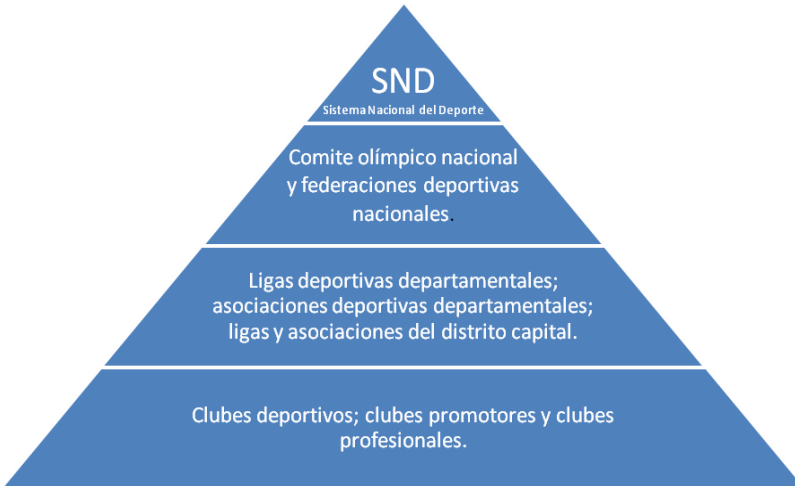 SND
Sistema Nacional del Deporte
Comite olímpico nacional
y federaciones deportivas
nacionales.
Ligas deportivas departamentales;
asociaciones deportivas departamentales;
ligas y asociaciones del distrito capital.
Clubes deportivos; clubes promotores y clubes
profesionales.